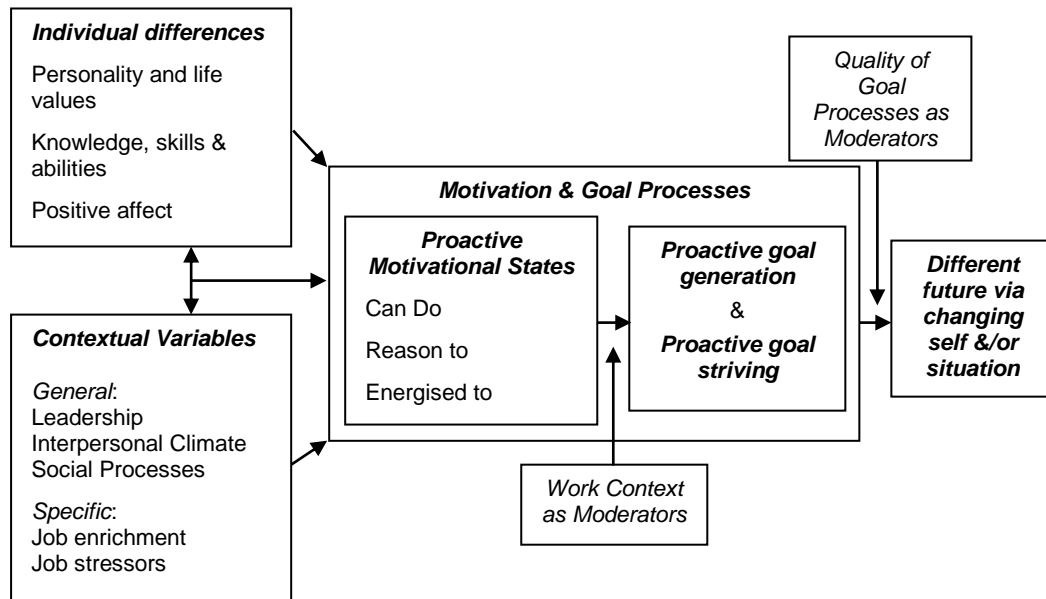 Individual differences
Personality and life
values
Knowledge, skills &
abilities
Positive affect
Contextual Variables
General:
Leadership
Interpersonal Climate
Social Processes
Specific:
Job enrichment
Job stressors
Motivation & Goal Processes
Proactive
Motivational States
Can Do
Reason to
Energised to
Proactive goal
generation
&
Proactive goal
striving
Work Context
as Moderators
Quality of
Goal
Processes as
Moderators
Different
future via
changing
self &/or
situation